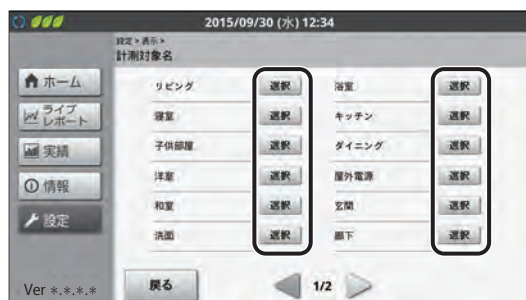 2015/09/30 (水) 12:34
設定 > 表示 >
計測対象名
ホーム
ライブ
レポート
実績
情報
設定
Ver *.*.*.*
リビング 選択 浴室 選択
寝室 選択 キッチン 選択
子供部屋 選択 ダイニング 選択
洋室 選択 屋外電源 選択
和室 選択 玄関 選択
洗面 選択 廊下 選択
戻る 1/2